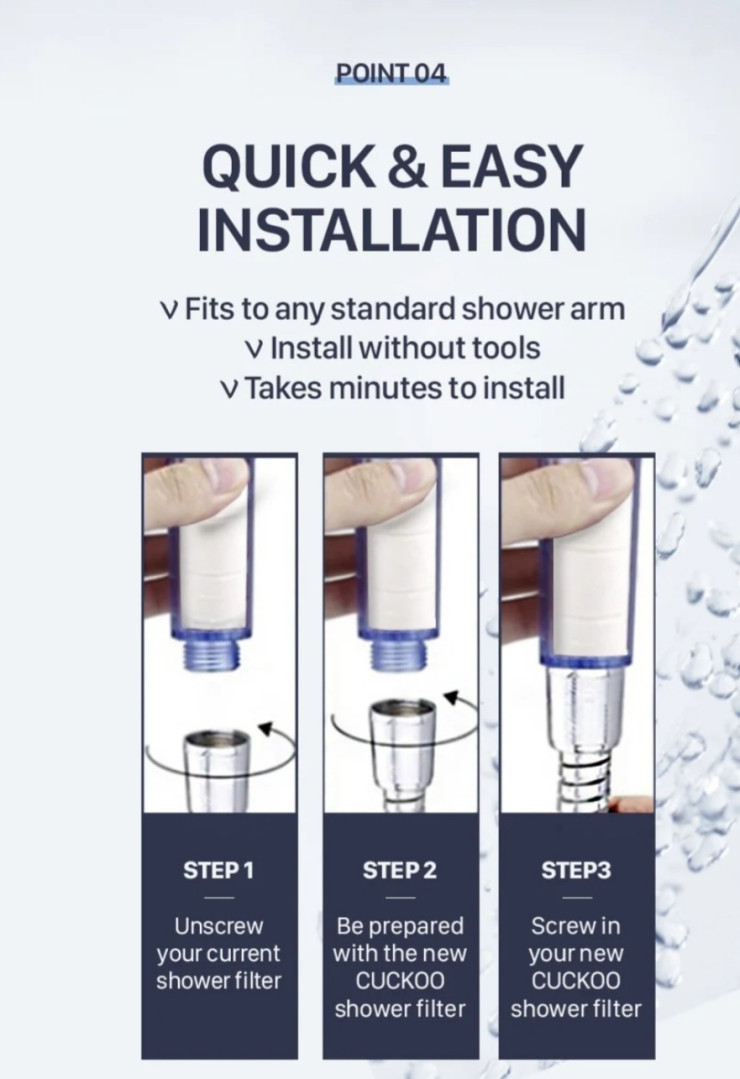 POINT 04
QUICK & EASY
INSTALLATION
√ Fits to any standard shower arm
√ Install without tools
√ Takes minutes to install
STEP 1
Unscrew
your current
shower filter
STEP 2
Be prepared
with the new
CUCKOO
shower filter
STEP3
Screw in
your new
CUCKOO
shower filter